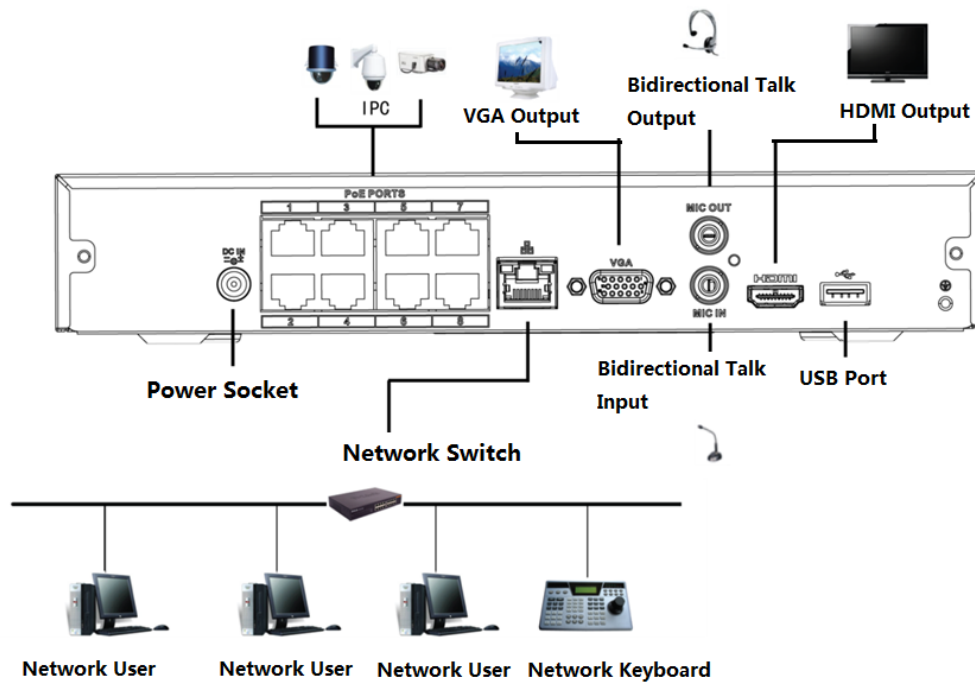 IPC
VGA Output
Bidirectional Talk
Output
HDMI Output
PoE PORTS
1 3 5 7
DC IN
VGA
MIC OUT
HDMI
MIC IN
2 4 6 8
Power Socket
Bidirectional Talk
Input
USB Port
Network Switch
Network User
Network User
Network User
Network Keyboard